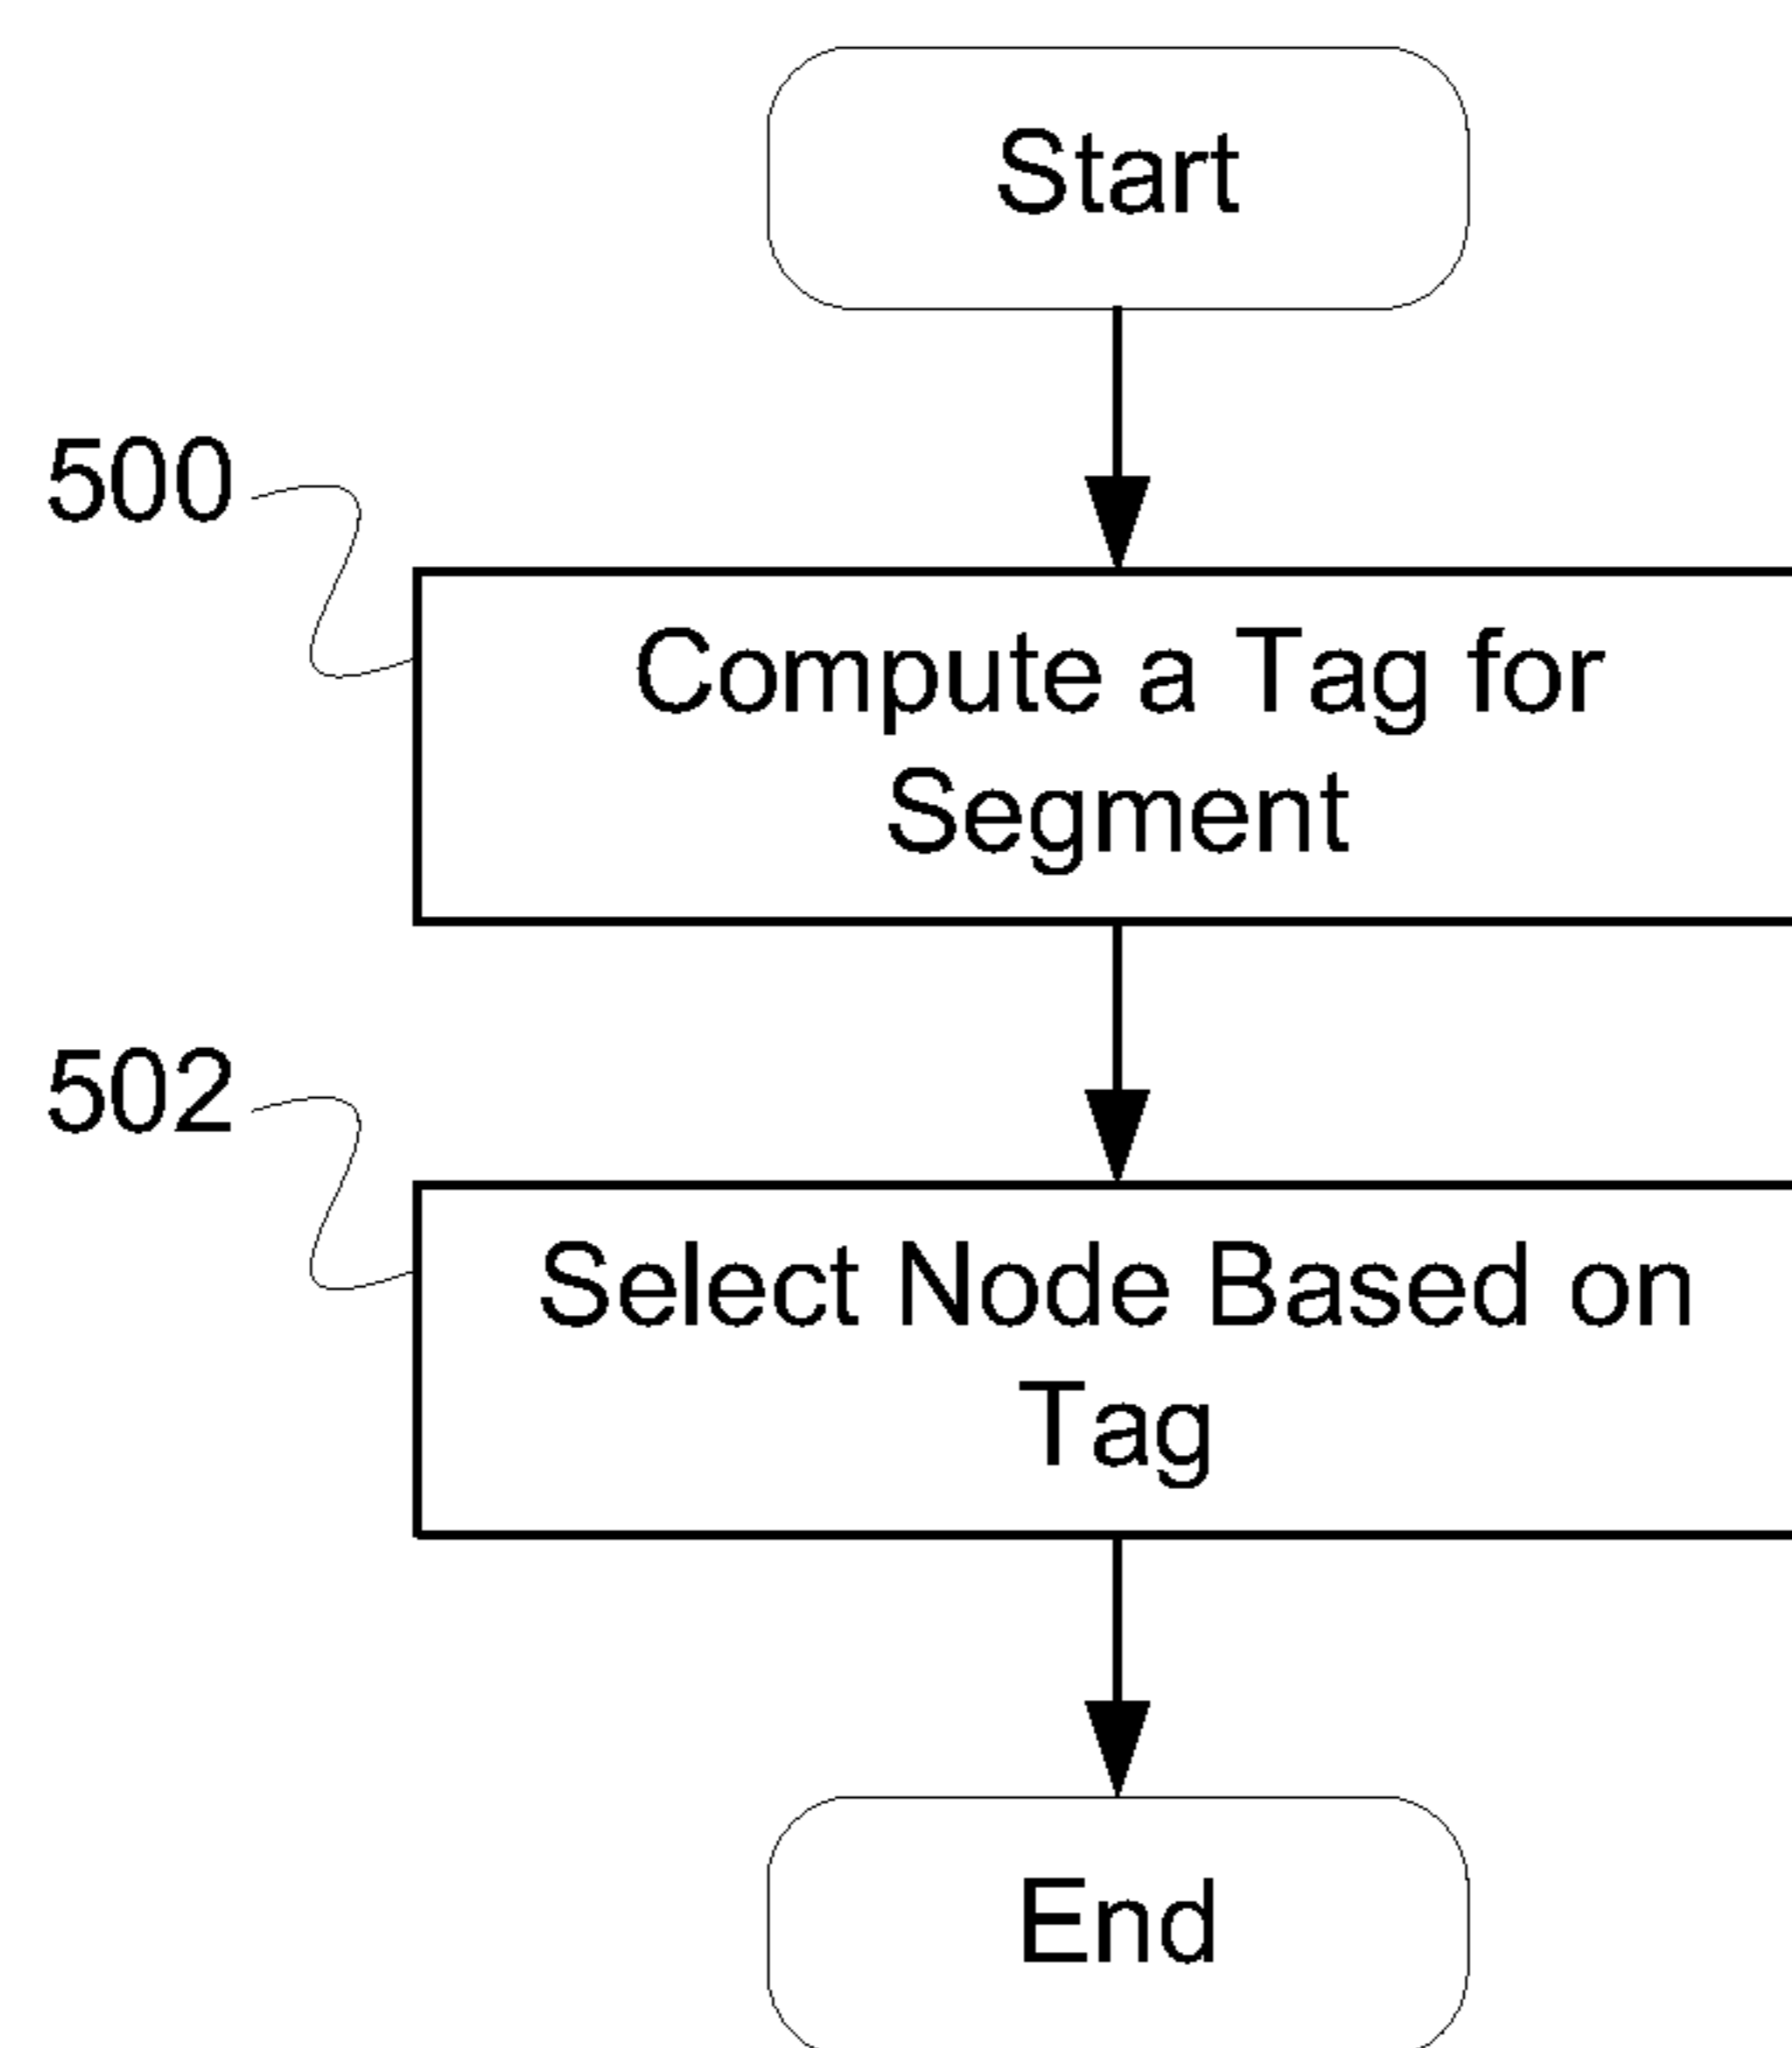 Start
500
Compute a Tag for
Segment
502
Select Node Based on
Tag
End